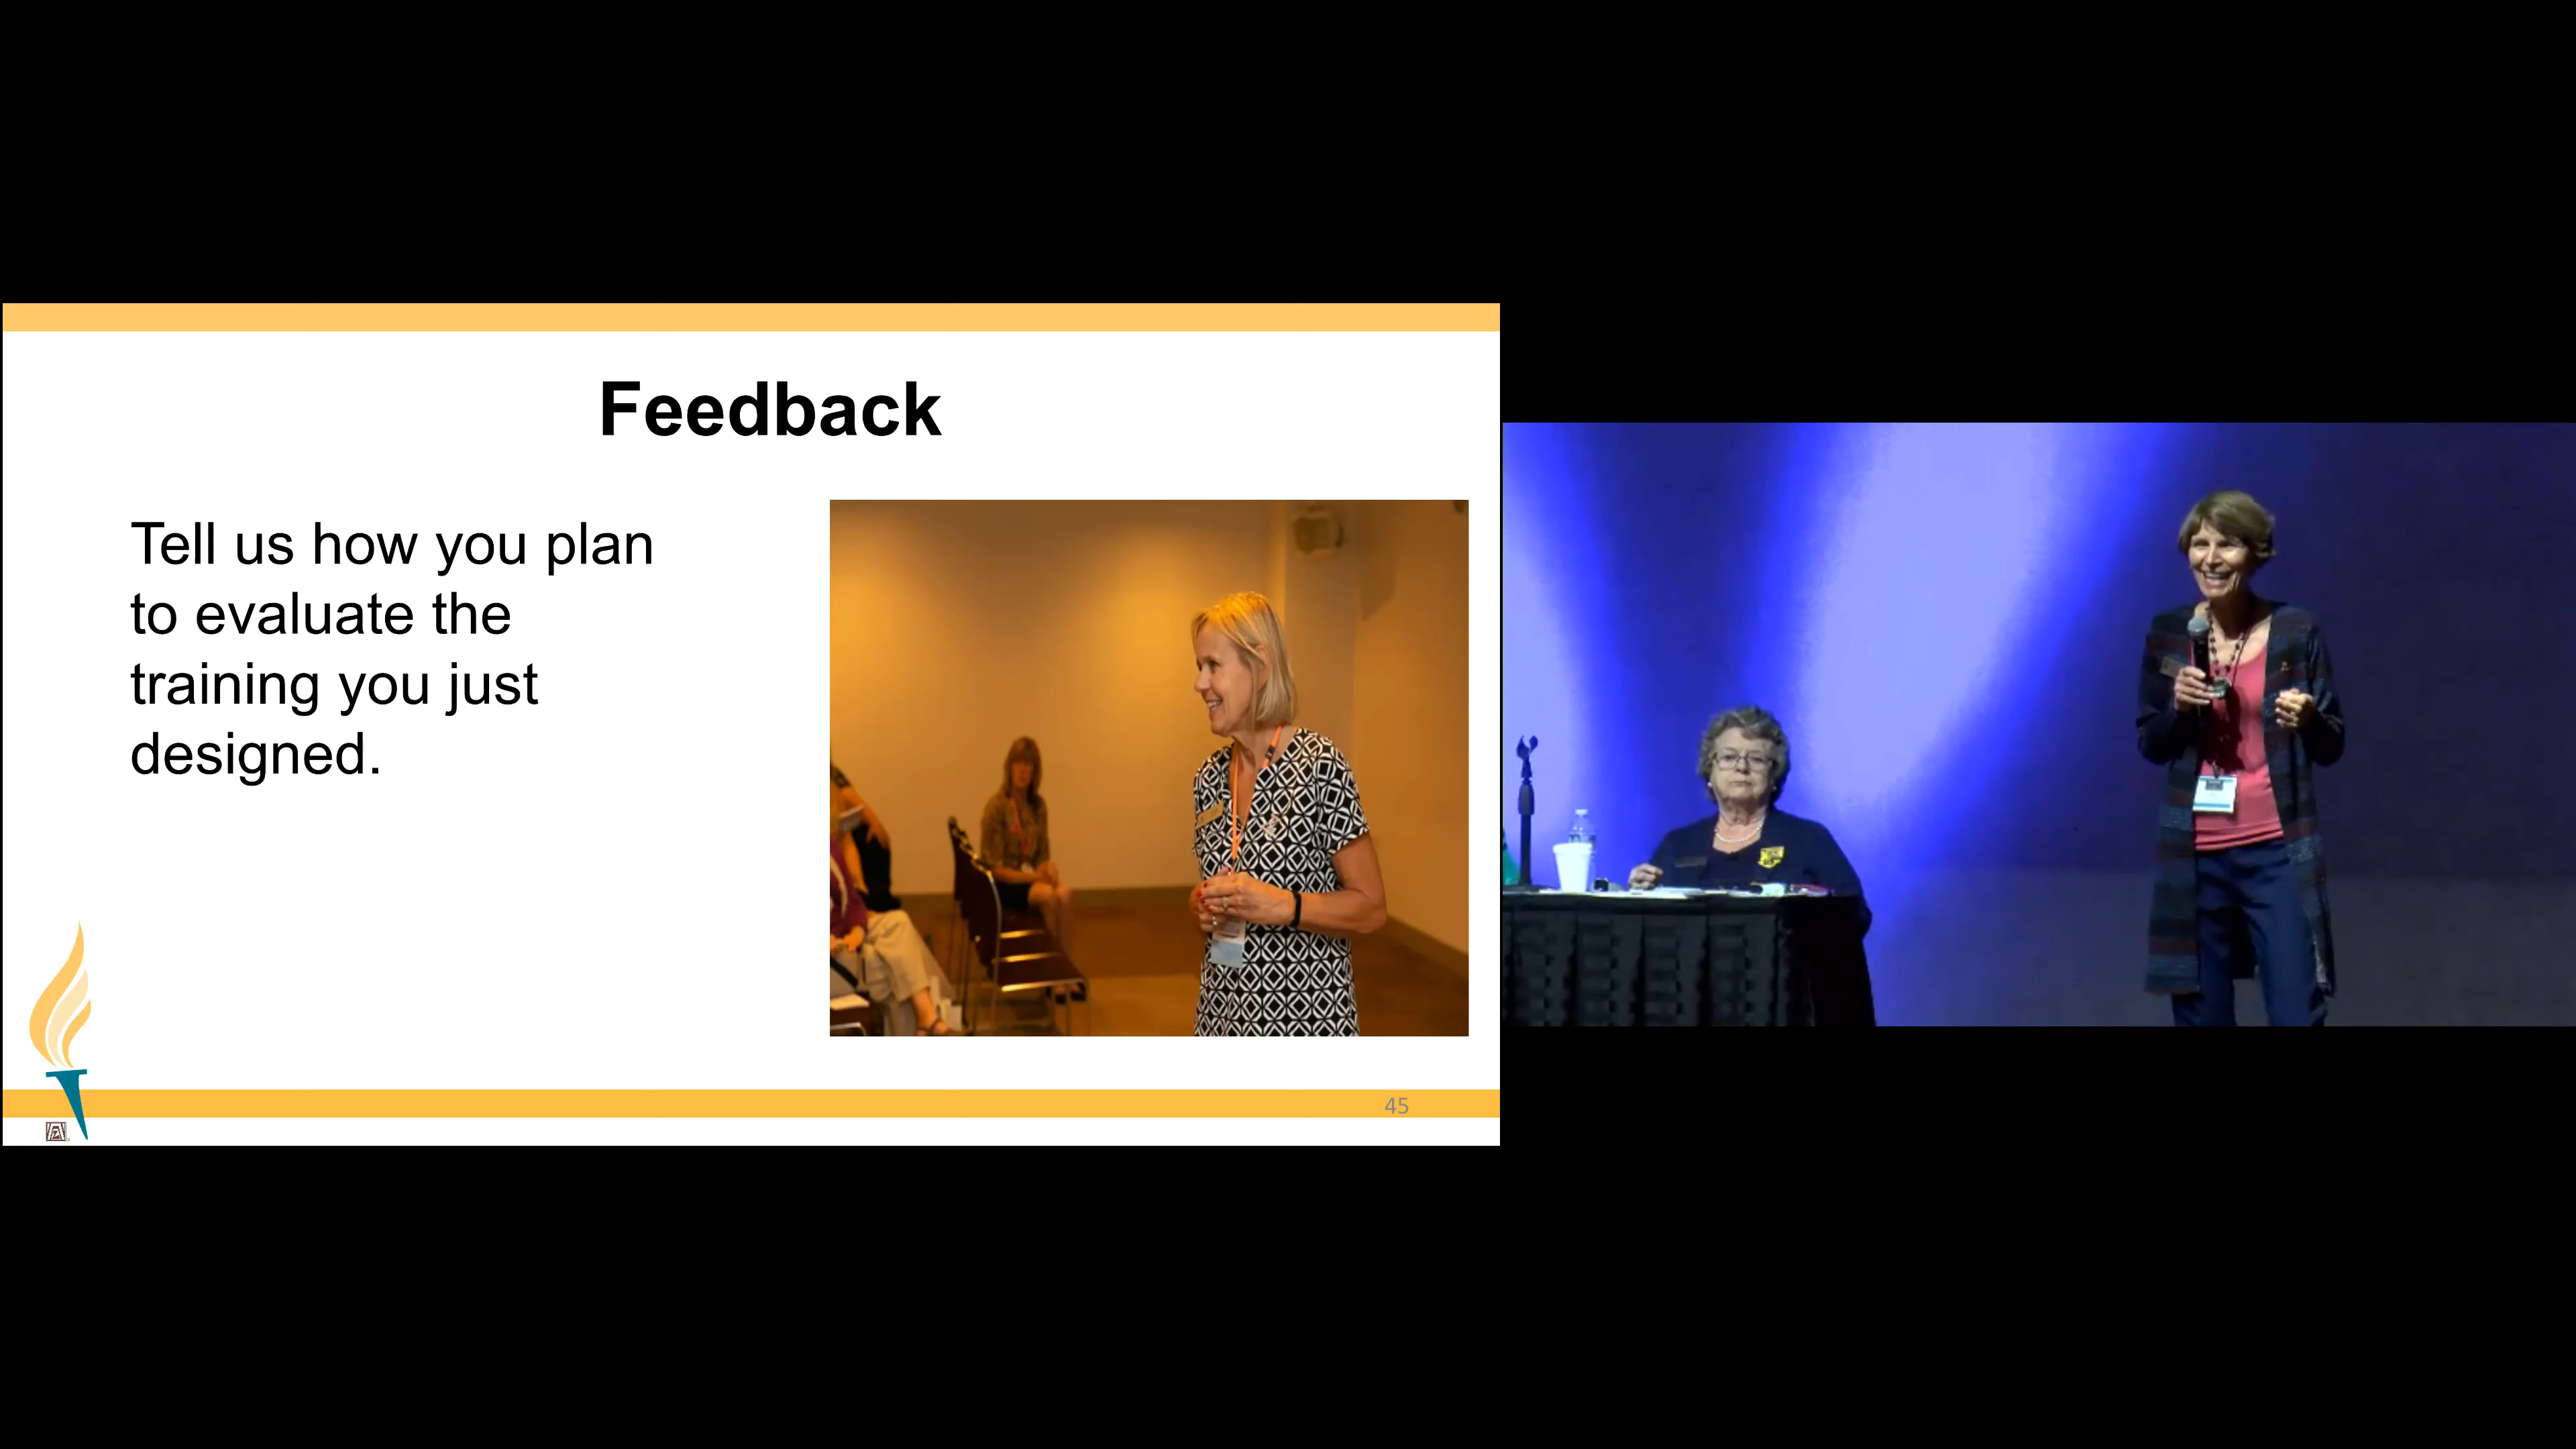 Feedback
Tell us how you plan
to evaluate the
training you just
designed.
45